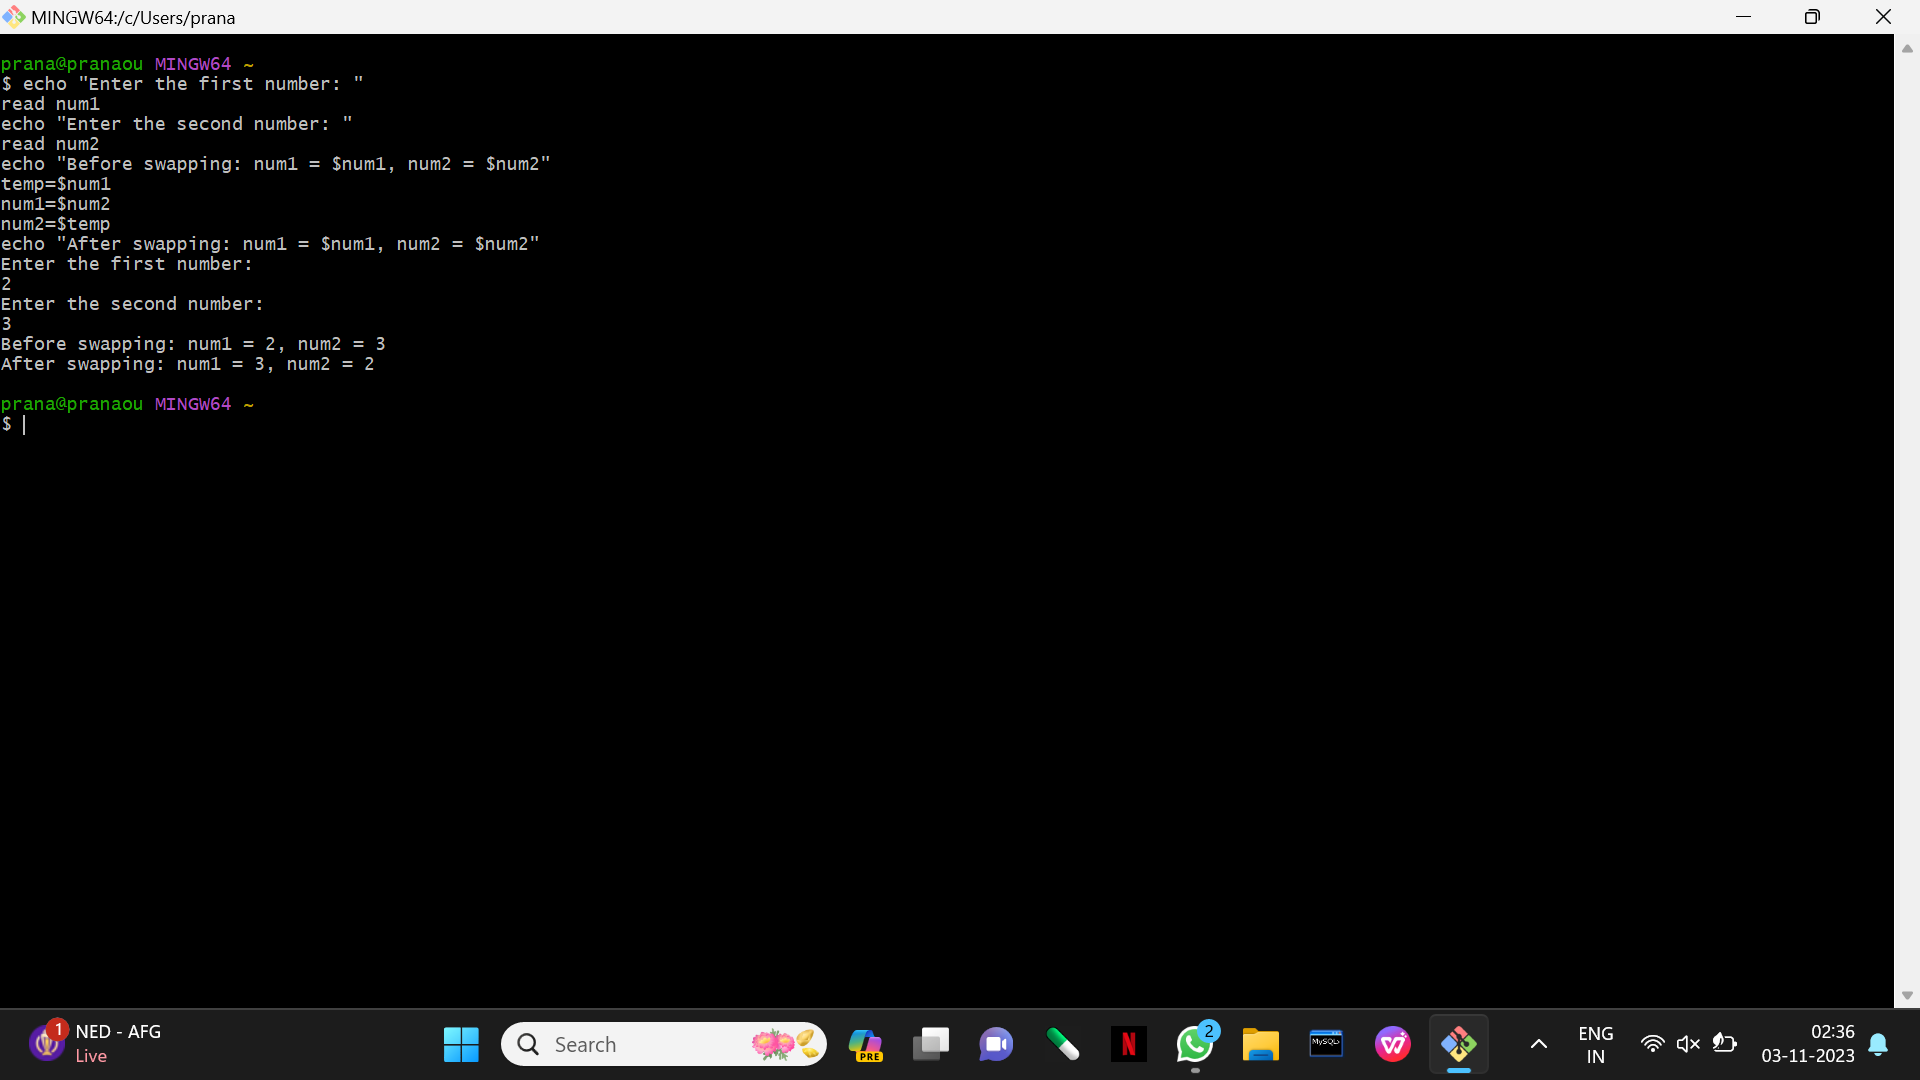 MINGW64:/c/Users/prana
prana@pranaou MINGW64 ~
$ echo "Enter the first number: "
read num1
echo "Enter the second number: "
read num2
echo "Before swapping: num1 = $num1, num2 = $num2"
temp=$num1
num1=$num2
num2=$temp
echo "After swapping: num1 = $num1, num2 = $num2"
Enter the first number:
2
Enter the second number:
3
Before swapping: num1 = 2, num2 = 3
After swapping: num1 = 3, num2 = 2
prana@pranaou MINGW64 ~
$
1
NED - AFG
Live
Search
PRE
N
2
MySQL>
W
ENG
IN
02:36
03-11-2023